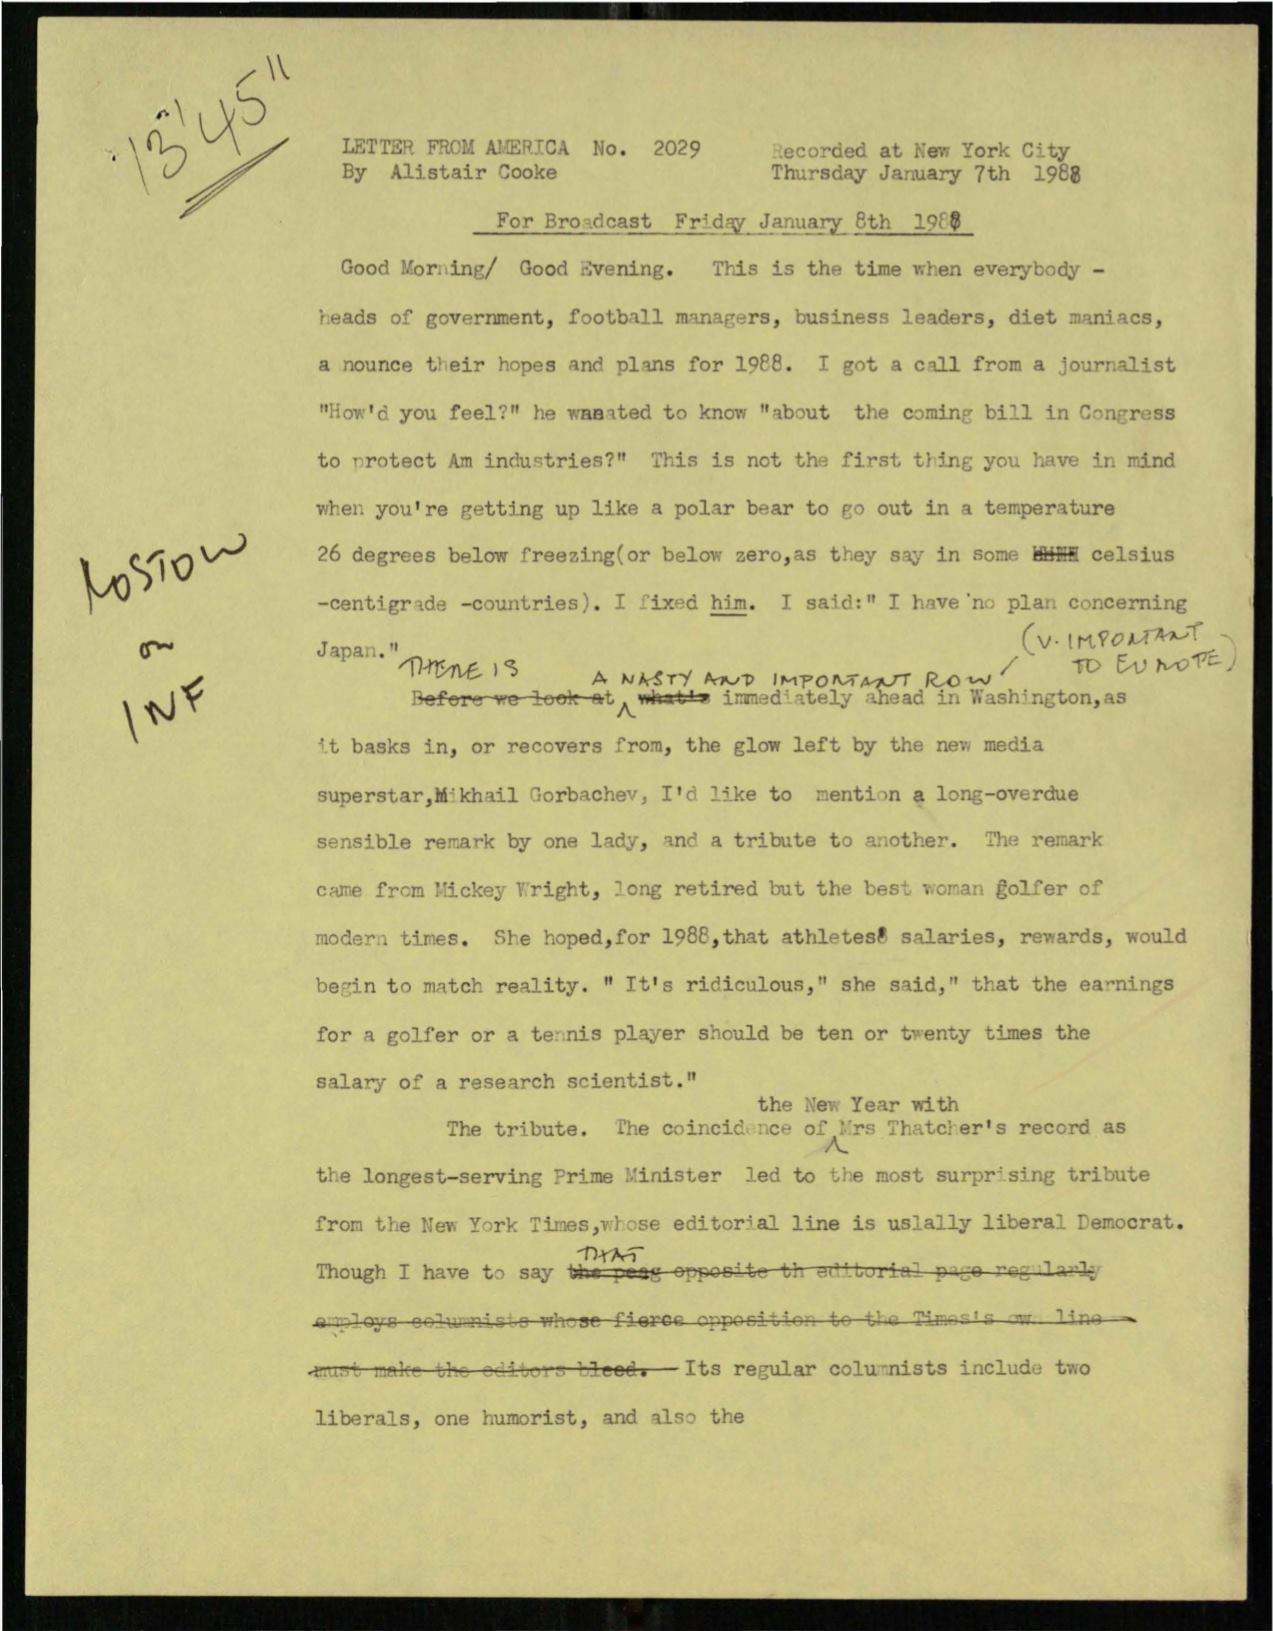 13'45"
LETTER FROM AMERICA No. 2029
By Alistair Cooke
Recorded at New York City
Thursday January 7th 1988
For Broadcast Friday January 8th 1988
Good Morning/ Good Evening. This is the time when everybody -
heads of government, football managers, business leaders, diet maniacs,
a nounce their hopes and plans for 1988. I got a call from a journalist
"How'd you feel?" he wanated to know "about the coming bill in Congress
to protect Am industries?" This is not the first thing you have in mind
when you're getting up like a polar bear to go out in a temperature
26 degrees below freezing(or below zero,as they say in some celsius
-centigrade -countries). I fixed him. I said:" I have no plan concerning
Japan."
(V. IMPORTANT
TO EUROPE)
THERE IS A NASTY AND IMPORTANT ROW
Before we look at what's immediately ahead in Washington,as
it basks in, or recovers from, the glow left by the new media
superstar,Mikhail Gorbachev, I'd like to mention a long-overdue
sensible remark by one lady, and a tribute to another. The remark
came from Mickey Wright, long retired but the best woman golfer of
modern times. She hoped,for 1988,that athletes' salaries, rewards, would
begin to match reality. " It's ridiculous," she said," that the earnings
for a golfer or a tennis player should be ten or twenty times the
salary of a research scientist."
the New Year with
The tribute. The coincidence of Mrs Thatcher's record as
the longest-serving Prime Minister led to the most surprising tribute
from the New York Times,whose editorial line is uslally liberal Democrat.
THAT
Though I have to say the peag opposite th editorial page regularly
employs columnists whose fierce opposition to the Times's own line
must make the editors bleed. Its regular columnists include two
liberals, one humorist, and also the
ROSTOW
on
INF